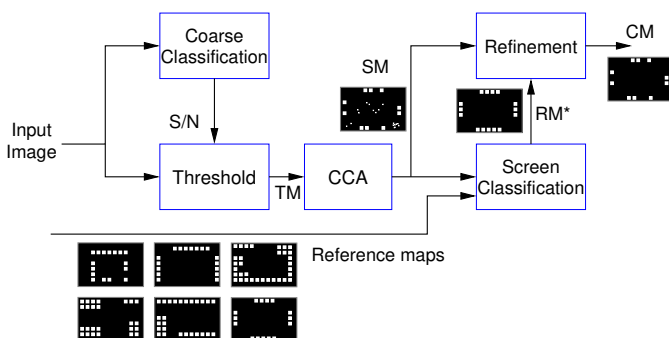 Coarse
Classification
Refinement
CM
SM
S/N
RM*
Input
Image
Threshold
TM
CCA
Screen
Classification
Reference maps